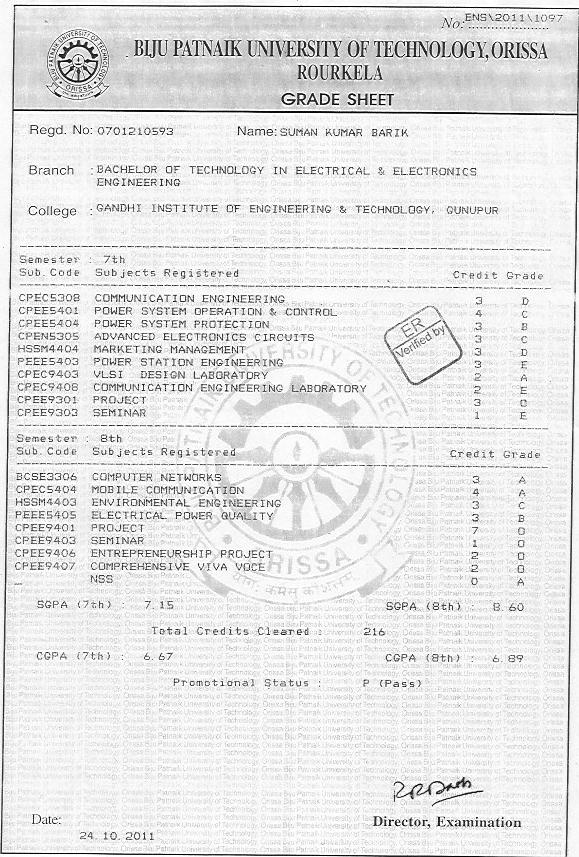 No. ENS\2011\1097
BIJU PATNAIK UNIVERSITY OF TECHNOLOGY, ORISSA
ROURKELA
GRADE SHEET
Regd. No: 0701210593 Name: SUMAN KUMAR BARIK
Branch : BACHELOR OF TECHNOLOGY IN ELECTRICAL & ELECTRONICS
ENGINEERING
College : GANDHI INSTITUTE OF ENGINEERING & TECHNOLOGY, GUNUPUR
Semester : 7th
Sub.Code Subjects Registered Credit Grade
CPEC5308 COMMUNICATION ENGINEERING 3 D
CPEE5401 POWER SYSTEM OPERATION & CONTROL 4 C
CPEE5404 POWER SYSTEM PROTECTION 3 B
CPEN5305 ADVANCED ELECTRONICS CIRCUITS 3 C
HSSM4404 MARKETING MANAGEMENT 3 D
PEEE5403 POWER STATION ENGINEERING 3 E
CPEC9403 VLSI DESIGN LABORATORY 2 A
CPEC9408 COMMUNICATION ENGINEERING LABORATORY 2 E
CPEE9301 PROJECT 3 O
CPEE9303 SEMINAR 1 E
ER
Verified by
Semester : 8th
Sub.Code Subjects Registered Credit Grade
BCSE3306 COMPUTER NETWORKS 3 A
CPEC5404 MOBILE COMMUNICATION 4 A
HSSM4403 ENVIRONMENTAL ENGINEERING 3 C
PEEE5405 ELECTRICAL POWER QUALITY 3 B
CPEE9401 PROJECT 7 O
CPEE9403 SEMINAR 1 O
CPEE9406 ENTREPRENEURSHIP PROJECT 2 O
CPEE9407 COMPREHENSIVE VIVA VOCE 2 O
_ NSS 0 A
SGPA (7th) : 7.15 SGPA (8th) : 8.60
Total Credits Cleared : 216
CGPA (7th) : 6.67 CGPA (8th) : 6.89
Promotional Status : P (Pass)
Date: Director, Examination
24.10.2011